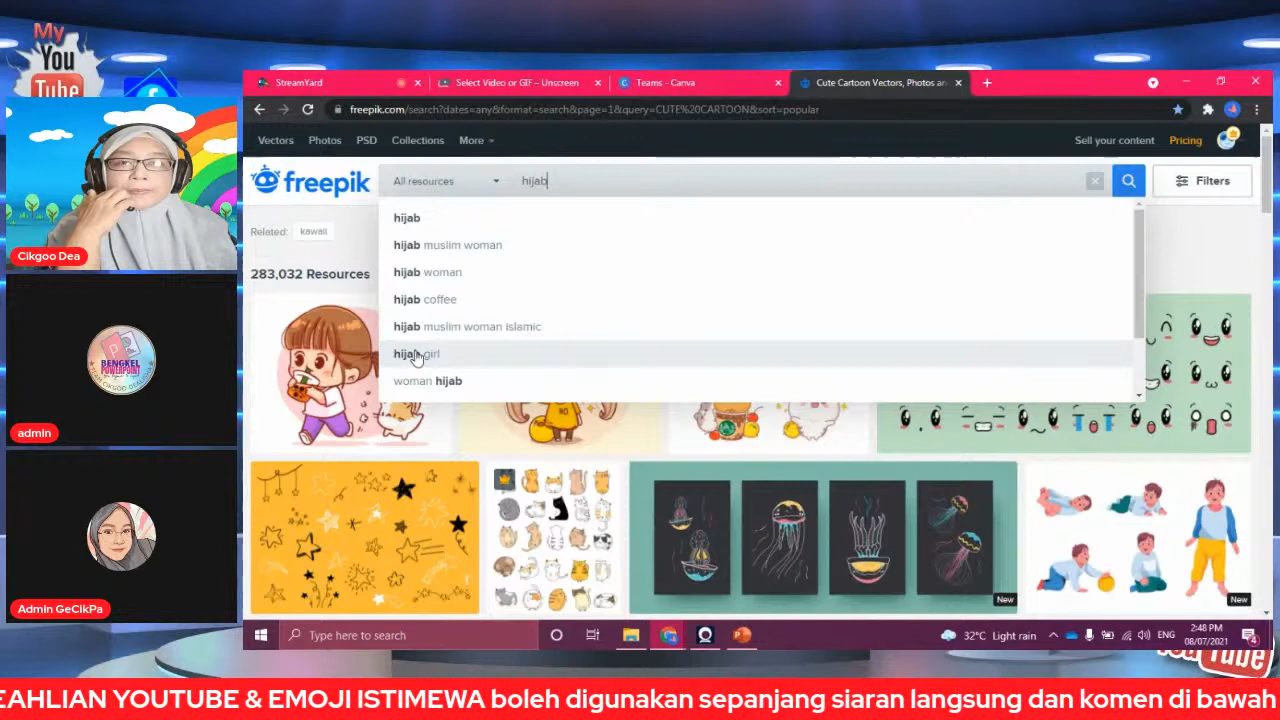 My
You
Tube
StreamYard
Select Video or GIF – Unscreen
Teams - Canva
Cute Cartoon Vectors, Photos an
freepik.com/search?dates=any&format=search&page=1&query=CUTE%20CARTOON&sort=popular
Vectors
Photos
PSD
Collections
More
Sell your content
Pricing
freepik
All resources
hijab
Filters
Related:
kawaii
283,032 Resources
hijab
hijab muslim woman
hijab woman
hijab coffee
hijab muslim woman islamic
hijab girl
woman hijab
New
New
Cikgoo Dea
BENGKEL
POWERPOINT
admin
Admin GeCikPa
Type here to search
32°C Light rain
ENG
2:48 PM
08/07/2021
4
EAHLIAN YOUTUBE & EMOJI ISTIMEWA boleh digunakan sepanjang siaran langsung dan komen di bawah